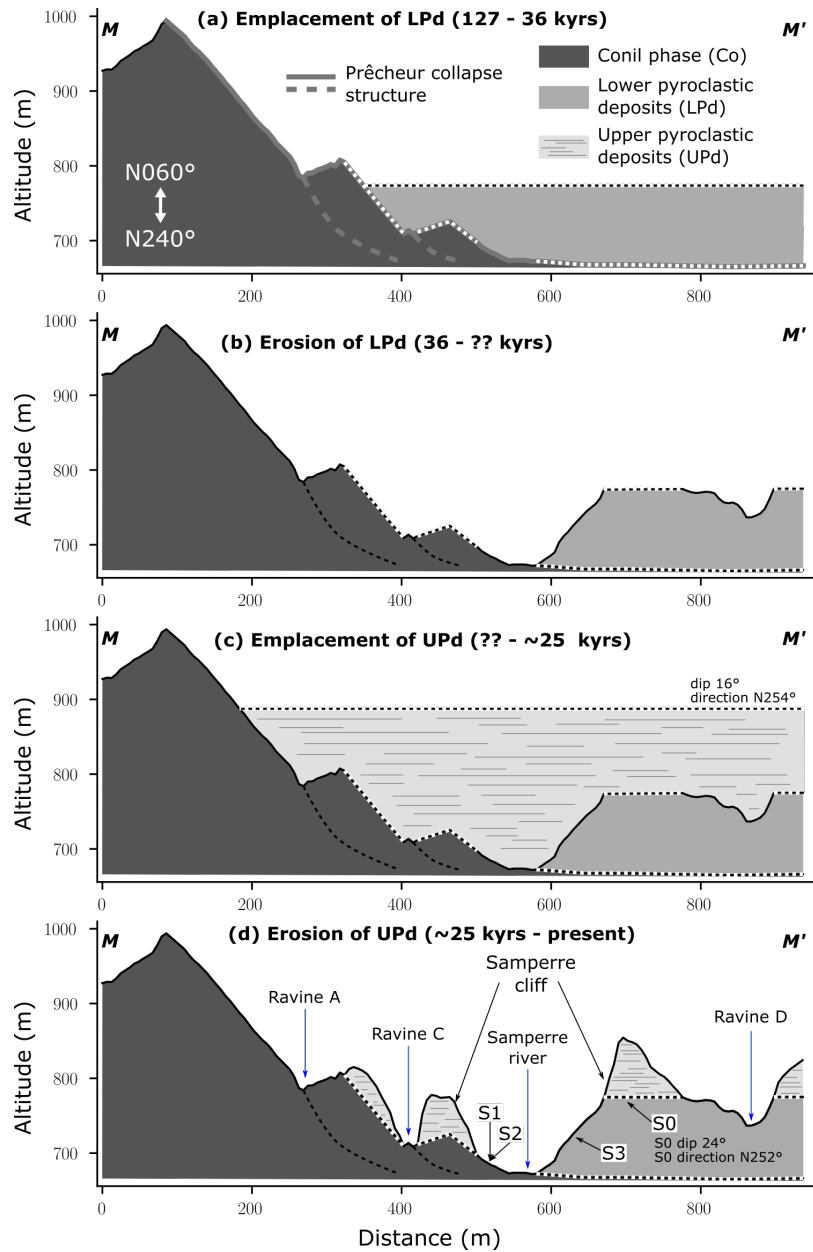 (a) Emplacement of LPd (127 - 36 kyrs)
M
M'
1000
900
800
700
Altitude (m)
Prêcheur collapse
structure
Conil phase (Co)
Lower pyroclastic
deposits (LPd)
Upper pyroclastic
deposits (UPd)
N060°
N240°
0
200
400
600
800
(b) Erosion of LPd (36 - ?? kyrs)
M
M'
1000
900
800
700
Altitude (m)
0
200
400
600
800
(c) Emplacement of UPd (?? - ~25 kyrs)
M
M'
1000
900
800
700
Altitude (m)
dip 16°
direction N254°
0
200
400
600
800
(d) Erosion of UPd (~25 kyrs - present)
M
M'
1000
900
800
700
Altitude (m)
Samperre
cliff
Ravine A
Ravine C
Samperre
river
Ravine D
S1
S2
S3
S0
S0 dip 24°
S0 direction N252°
0
200
400
600
800
Distance (m)